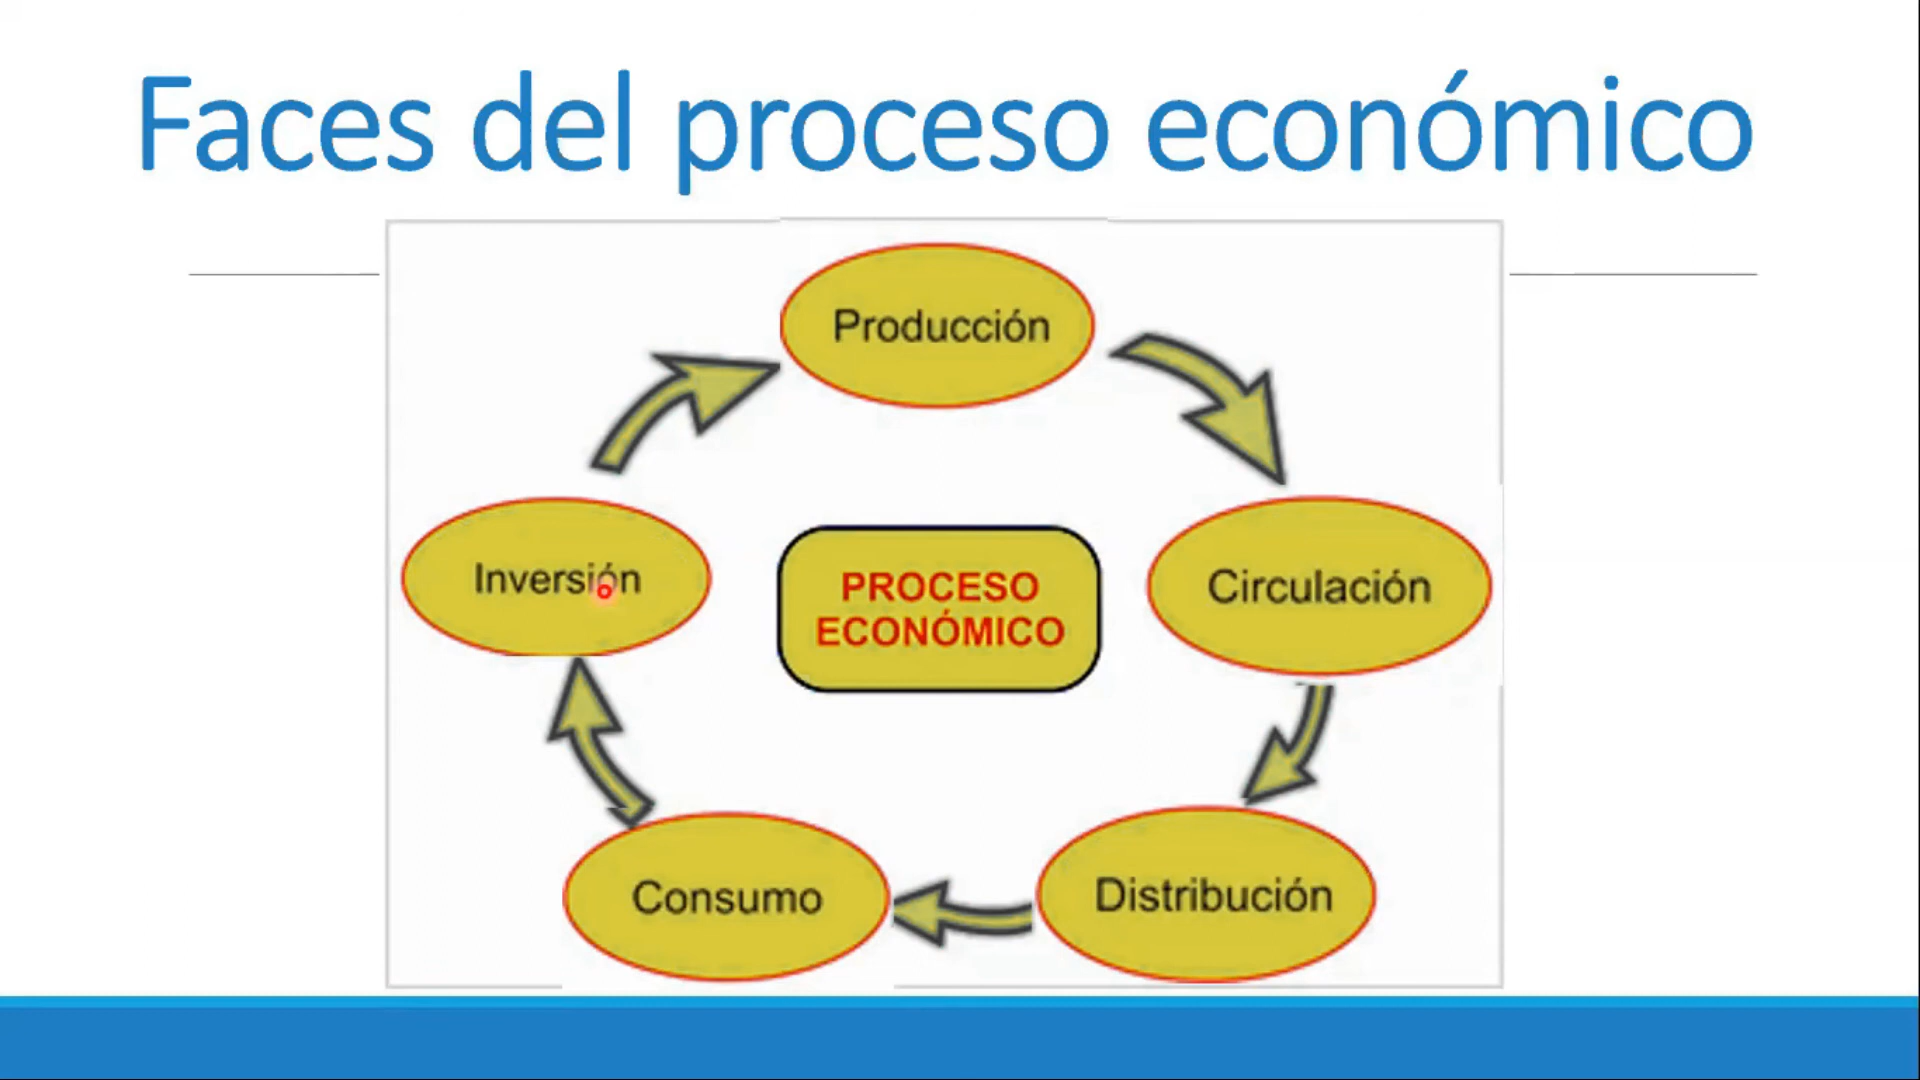 Faces del proceso económico
Producción
Inversión
PROCESO
ECONÓMICO
Circulación
Consumo
Distribución